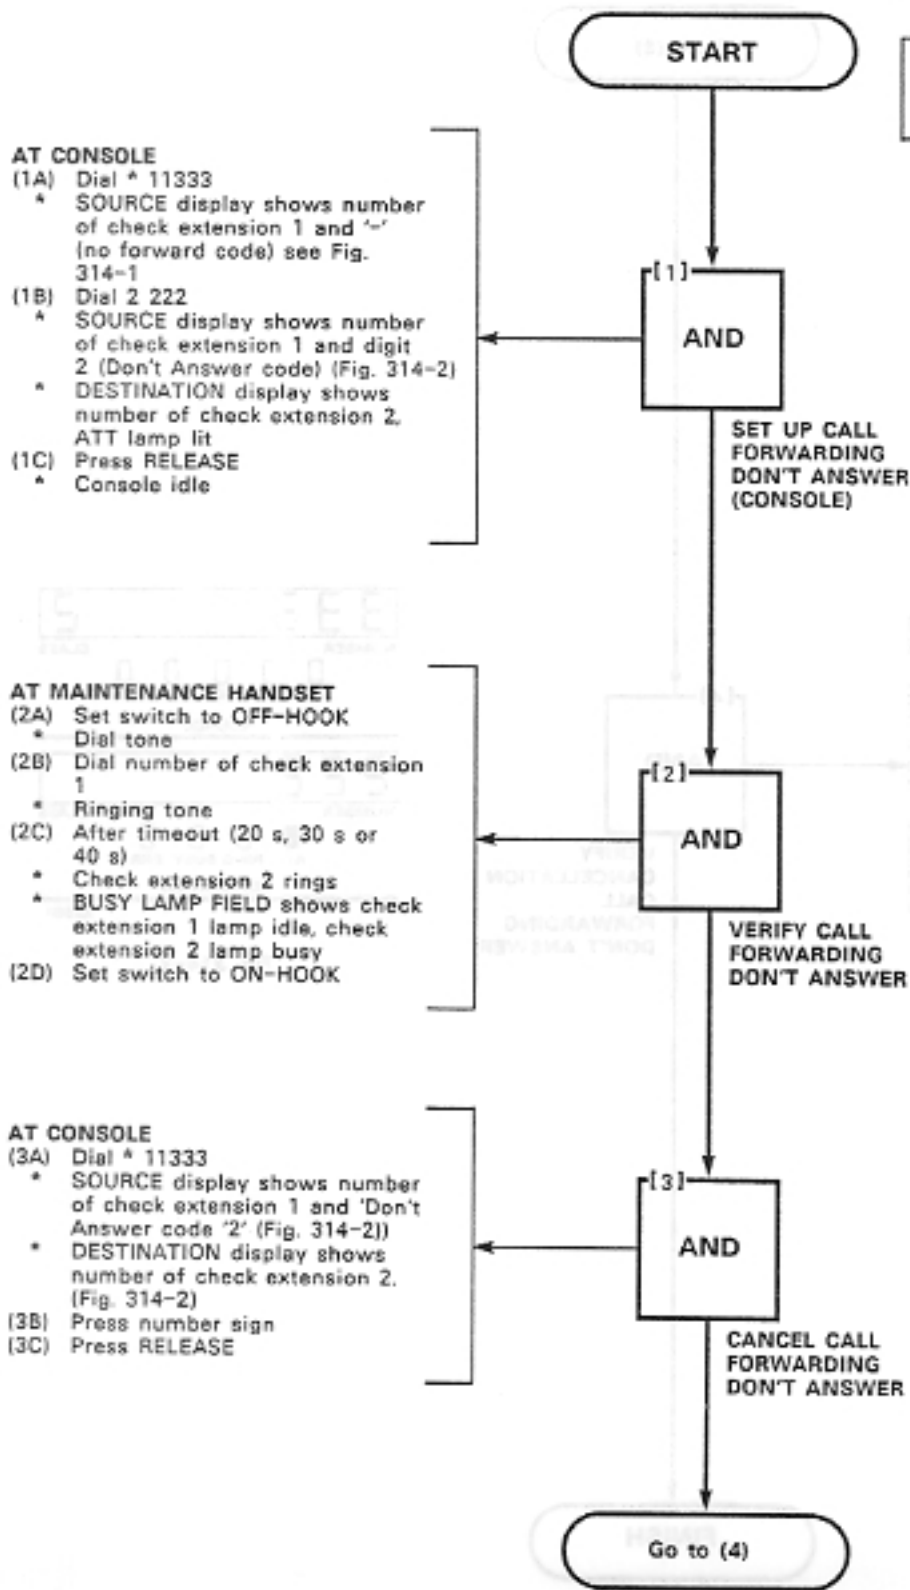 START
AT CONSOLE
(1A) Dial * 11333
* SOURCE display shows number
of check extension 1 and '-'
(no forward code) see Fig.
314-1
(1B) Dial 2 222
* SOURCE display shows number
of check extension 1 and digit
2 (Don't Answer code) (Fig. 314-2)
* DESTINATION display shows
number of check extension 2,
ATT lamp lit
(1C) Press RELEASE
* Console idle
[1]
AND
SET UP CALL
FORWARDING
DON'T ANSWER
(CONSOLE)
AT MAINTENANCE HANDSET
(2A) Set switch to OFF-HOOK
* Dial tone
(2B) Dial number of check extension
1
* Ringing tone
(2C) After timeout (20 s, 30 s or
40 s)
* Check extension 2 rings
* BUSY LAMP FIELD shows check
extension 1 lamp idle, check
extension 2 lamp busy
(2D) Set switch to ON-HOOK
[2]
AND
VERIFY CALL
FORWARDING
DON'T ANSWER
AT CONSOLE
(3A) Dial * 11333
* SOURCE display shows number
of check extension 1 and 'Don't
Answer code '2' (Fig. 314-2))
* DESTINATION display shows
number of check extension 2.
(Fig. 314-2)
(3B) Press number sign
(3C) Press RELEASE
[3]
AND
CANCEL CALL
FORWARDING
DON'T ANSWER
Go to (4)